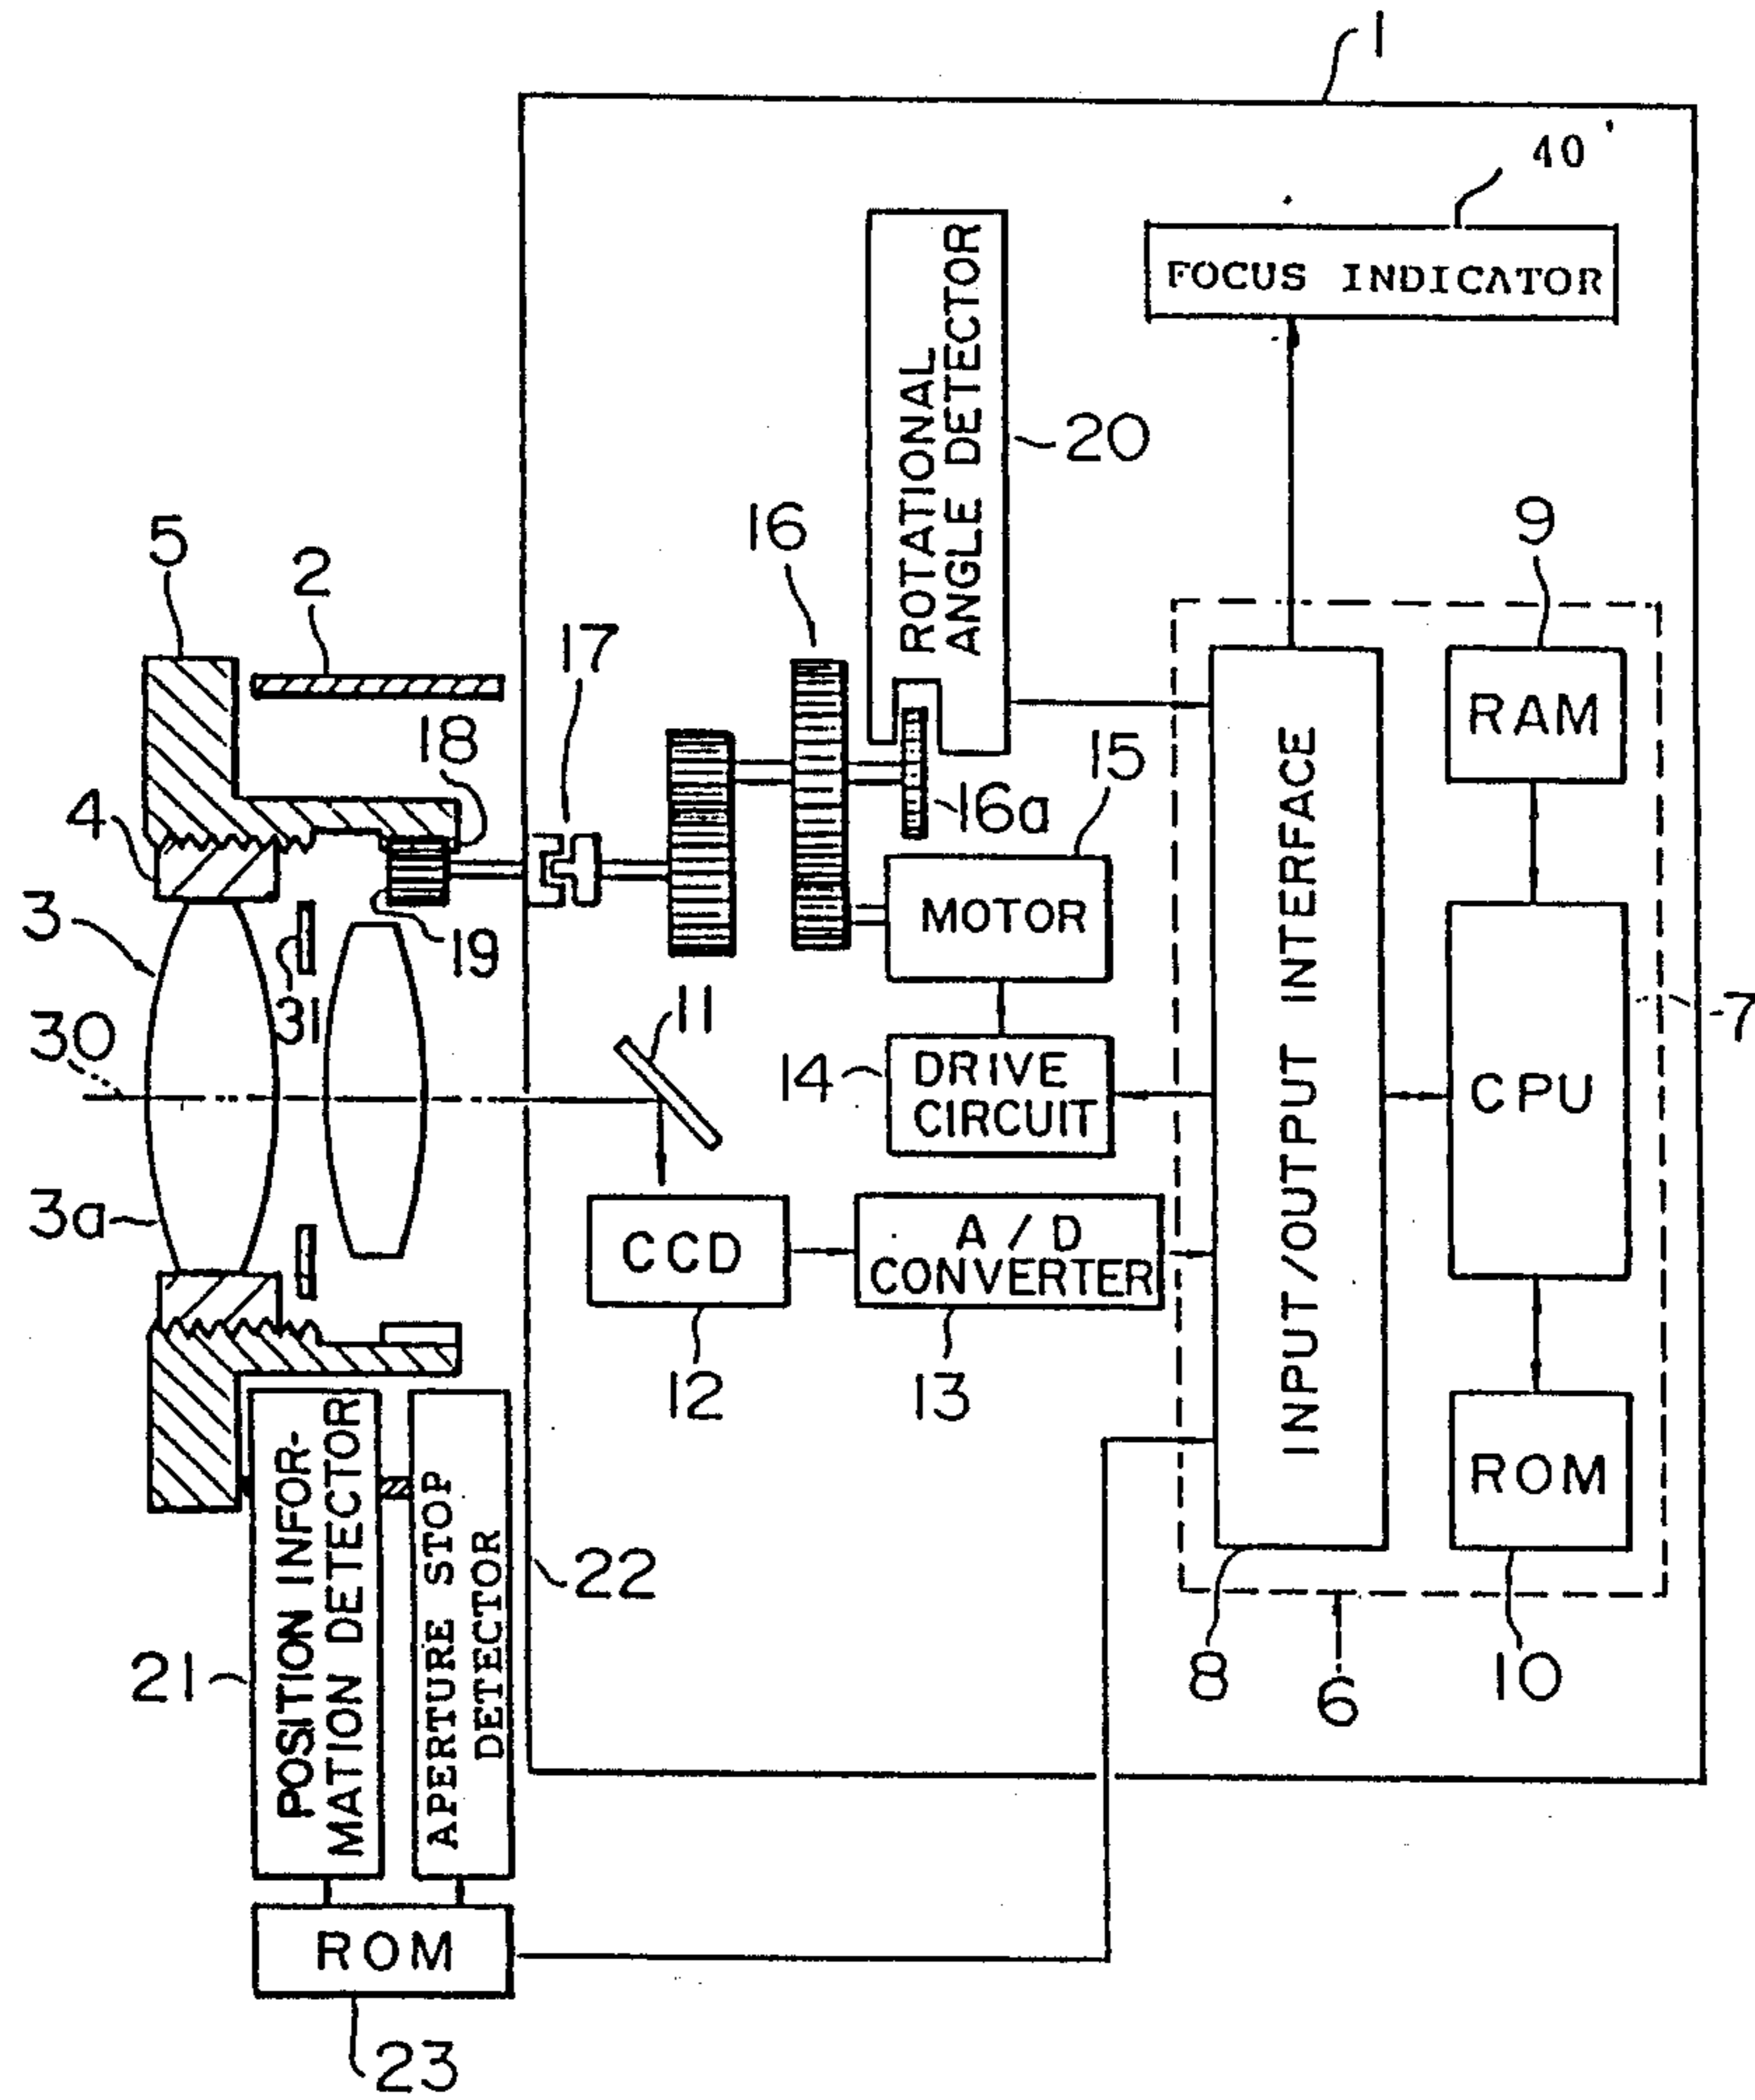 1
40
FOCUS INDICATOR
ROTATIONAL
ANGLE DETECTOR
20
16
9
5
2
17
RAM
18
15
4
16a
INPUT/OUTPUT INTERFACE
MOTOR
3
19
31
11
7
30
14
DRIVE
CIRCUIT
CPU
3a
CCD
A/D
CONVERTER
12
13
POSITION INFOR-
MATION DETECTOR
APERTURE STOP
DETECTOR
ROM
22
21
8
6
10
ROM
23